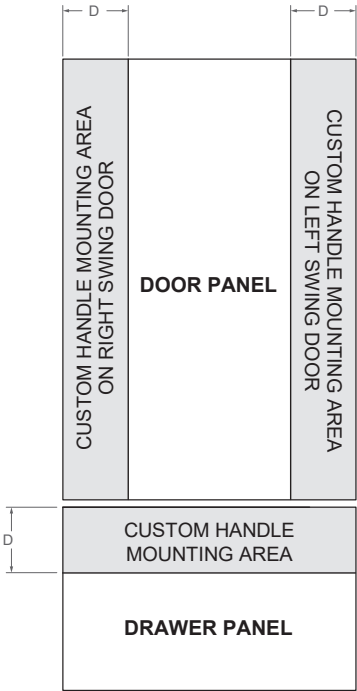 D
D
CUSTOM HANDLE MOUNTING AREA
ON RIGHT SWING DOOR
DOOR PANEL
CUSTOM HANDLE MOUNTING AREA
ON LEFT SWING DOOR
D
CUSTOM HANDLE
MOUNTING AREA
DRAWER PANEL